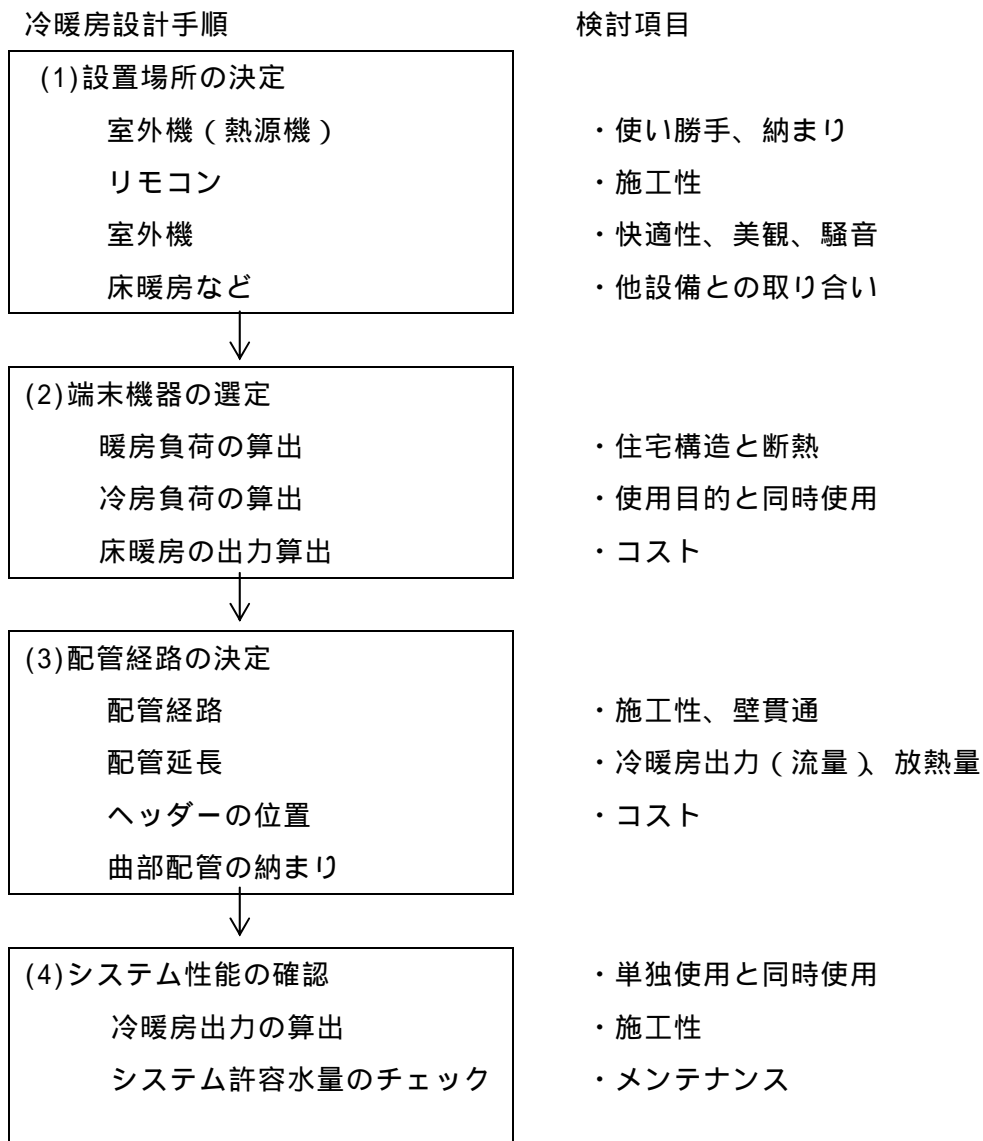 冷暖房設計手順 検討項目
(1)設置場所の決定
室外機（熱源機） ・使い勝手、納まり
リモコン ・施工性
室外機 ・快適性、美観、騒音
床暖房など ・他設備との取り合い
(2)端末機器の選定
暖房負荷の算出 ・住宅構造と断熱
冷房負荷の算出 ・使用目的と同時使用
床暖房の出力算出 ・コスト
(3)配管経路の決定
配管経路 ・施工性、壁貫通
配管延長 ・冷暖房出力（流量）、放熱量
ヘッダーの位置 ・コスト
曲部配管の納まり
(4)システム性能の確認 ・単独使用と同時使用
冷暖房出力の算出 ・施工性
システム許容水量のチェック ・メンテナンス